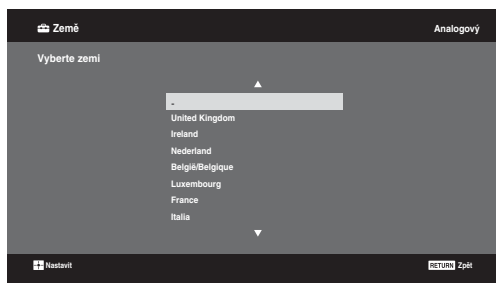 Země Analogový
Vyberte zemi
-
United Kingdom
Ireland
Nederland
België/Belgique
Luxembourg
France
Italia
Nastavit RETURN Zpět